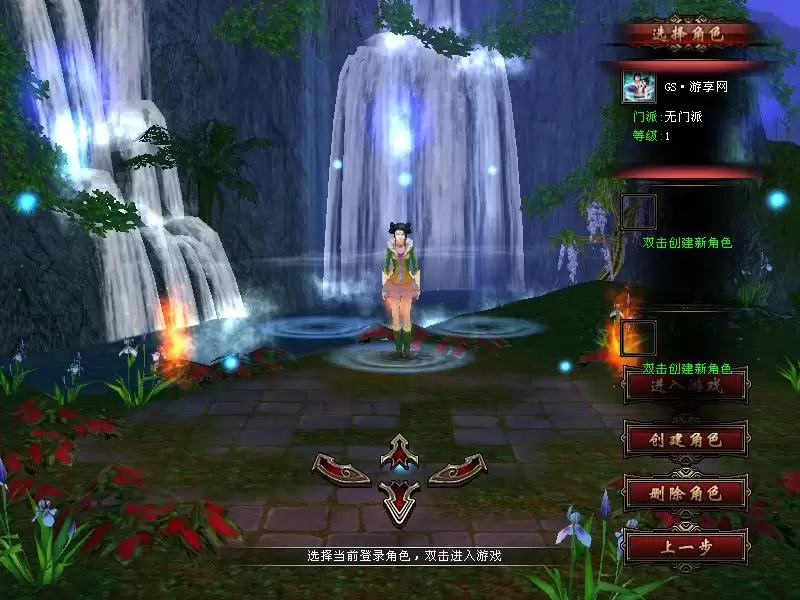 选择角色
GS·游享网
门派:无门派
等级:1
双击创建新角色
双击创建新角色
进入游戏
创建角色
删除角色
上一步
选择当前登录角色，双击进入游戏